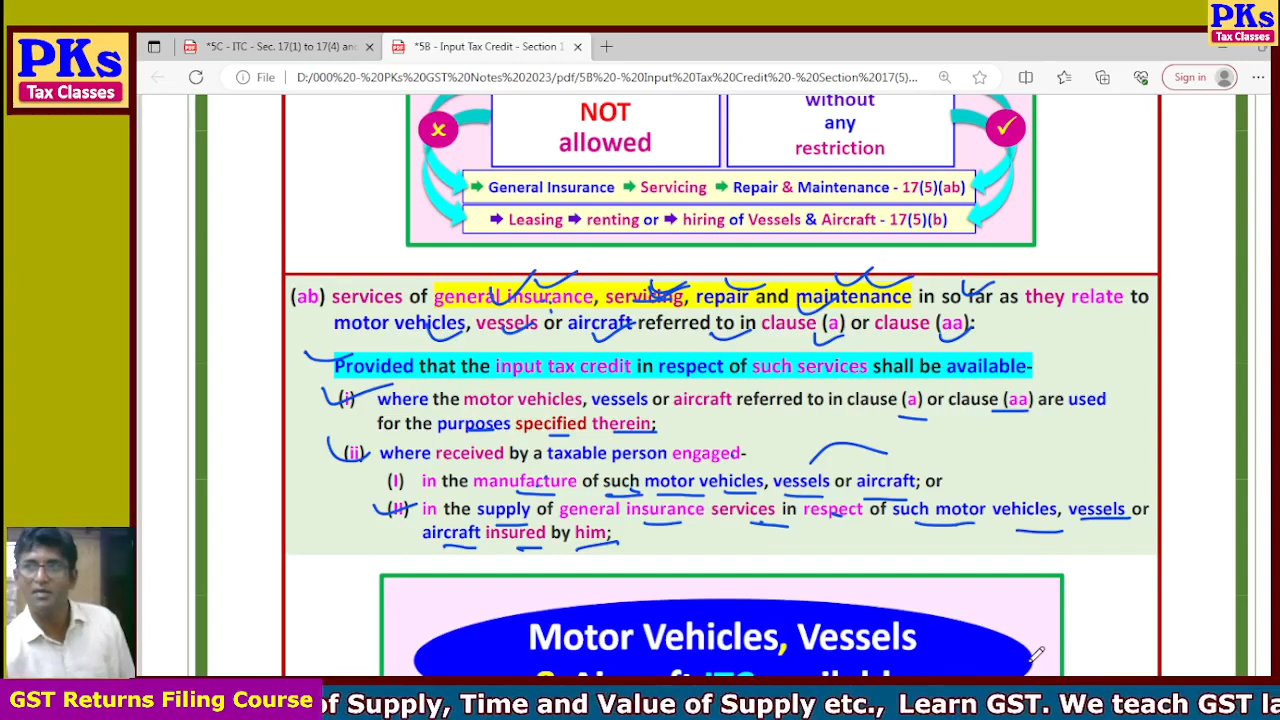 PKs
Tax Classes
PKs
Tax Classes
*5C - ITC - Sec. 17(1) to 17(4) and
*5B - Input Tax Credit - Section 1
File
D:/000%20-%20PKs%20GST%20Notes%202023/pdf/5B%20-%20Input%20Tax%20Credit%20-%20Section%2017(5)...
Sign in
NOT
allowed
without
any
restriction
General Insurance Servicing Repair & Maintenance - 17(5)(ab)
Leasing renting or hiring of Vessels & Aircraft - 17(5)(b)
(ab) services of general insurance, servicing, repair and maintenance in so far as they relate to
motor vehicles, vessels or aircraft referred to in clause (a) or clause (aa):
Provided that the input tax credit in respect of such services shall be available-
(i) where the motor vehicles, vessels or aircraft referred to in clause (a) or clause (aa) are used
for the purposes specified therein;
(ii) where received by a taxable person engaged-
(I) in the manufacture of such motor vehicles, vessels or aircraft; or
(II) in the supply of general insurance services in respect of such motor vehicles, vessels or
aircraft insured by him;
Motor Vehicles, Vessels
& Aircraft ITC available
GST Returns Filing Course
of Supply, Time and Value of Supply etc., Learn GST. We teach GST la